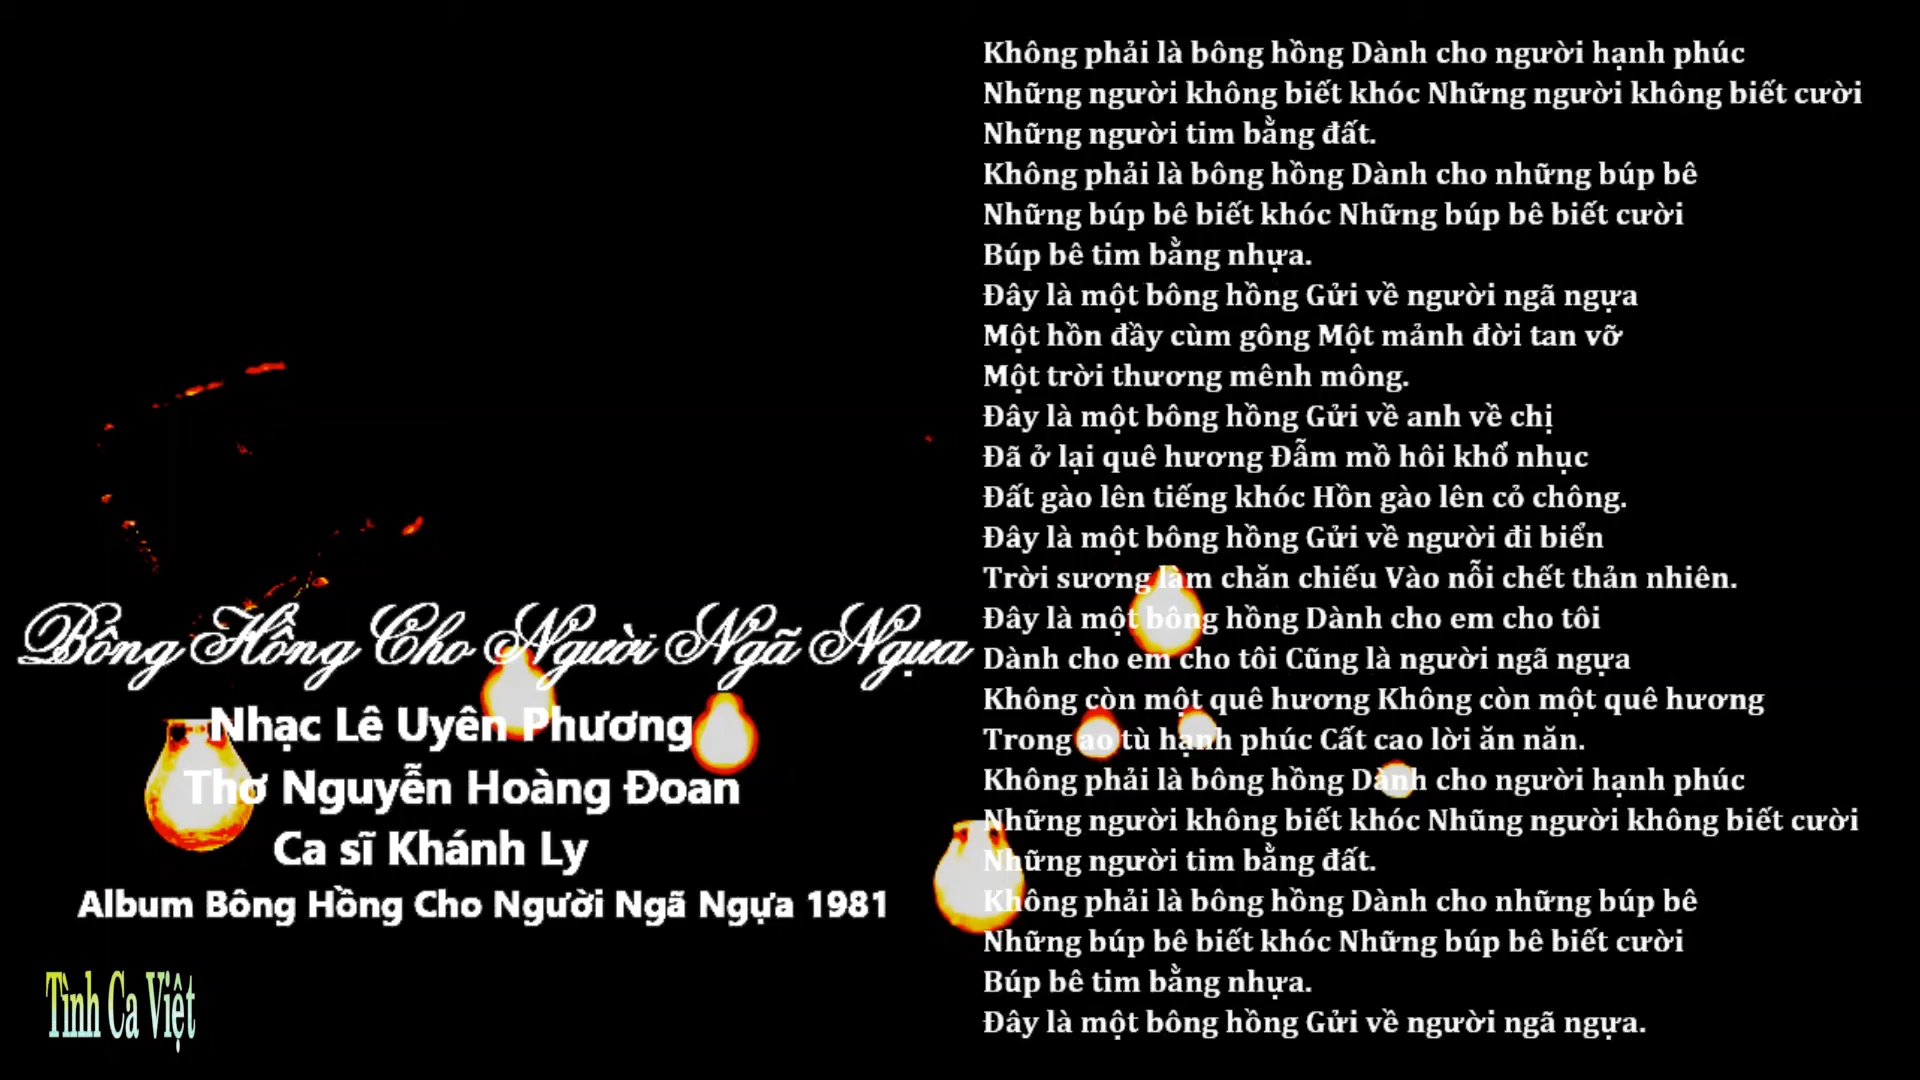 Bông Hồng Cho Người Ngã Ngựa
Nhạc Lê Uyên Phương
Thơ Nguyễn Hoàng Đoan
Ca sĩ Khánh Ly
Album Bông Hồng Cho Người Ngã Ngựa 1981
Tình Ca Việt
Không phải là bông hồng Dành cho người hạnh phúc
Những người không biết khóc Những người không biết cười
Những người tim bằng đất.
Không phải là bông hồng Dành cho những búp bê
Những búp bê biết khóc Những búp bê biết cười
Búp bê tim bằng nhựa.
Đây là một bông hồng Gửi về người ngã ngựa
Một hồn đầy cùm gông Một mảnh đời tan vỡ
Một trời thương mênh mông.
Đây là một bông hồng Gửi về anh về chị
Đã ở lại quê hương Đẫm mồ hôi khổ nhục
Đất gào lên tiếng khóc Hồn gào lên cỏ chông.
Đây là một bông hồng Gửi về người đi biển
Trời sương làm chăn chiếu Vào nỗi chết thản nhiên.
Đây là một bông hồng Dành cho em cho tôi
Dành cho em cho tôi Cũng là người ngã ngựa
Không còn một quê hương Không còn một quê hương
Trong ao tù hạnh phúc Cất cao lời ăn năn.
Không phải là bông hồng Dành cho người hạnh phúc
Những người không biết khóc Nhũng người không biết cười
Những người tim bằng đất.
Không phải là bông hồng Dành cho những búp bê
Những búp bê biết khóc Những búp bê biết cười
Búp bê tim bằng nhựa.
Đây là một bông hồng Gửi về người ngã ngựa.